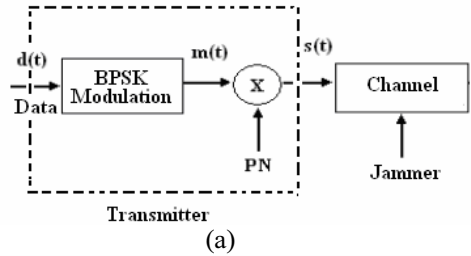 d(t)
Data
BPSK
Modulation
m(t)
X
PN
s(t)
Channel
Jammer
Transmitter
(a)